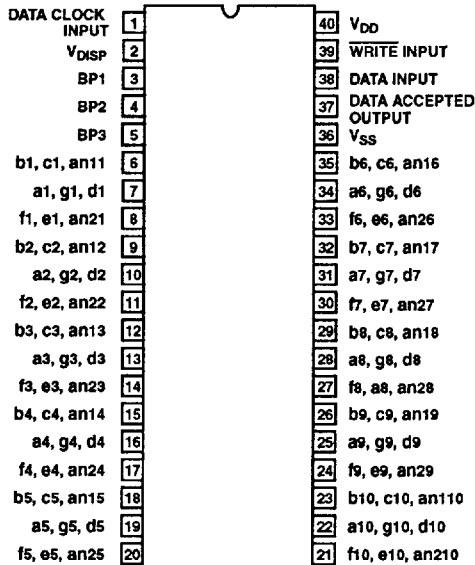 DATA CLOCK INPUT 1
VDISP 2
BP1 3
BP2 4
BP3 5
b1, c1, an11 6
a1, g1, d1 7
f1, e1, an21 8
b2, c2, an12 9
a2, g2, d2 10
f2, e2, an22 11
b3, c3, an13 12
a3, g3, d3 13
f3, e3, an23 14
b4, c4, an14 15
a4, g4, d4 16
f4, e4, an24 17
b5, c5, an15 18
a5, g5, d5 19
f5, e5, an25 20
40 VDD
39 WRITE INPUT
38 DATA INPUT
37 DATA ACCEPTED OUTPUT
36 VSS
35 b6, c6, an16
34 a6, g6, d6
33 f6, e6, an26
32 b7, c7, an17
31 a7, g7, d7
30 f7, e7, an27
29 b8, c8, an18
28 a8, g8, d8
27 f8, a8, an28
26 b9, c9, an19
25 a9, g9, d9
24 f9, e9, an29
23 b10, c10, an110
22 a10, g10, d10
21 f10, e10, an210